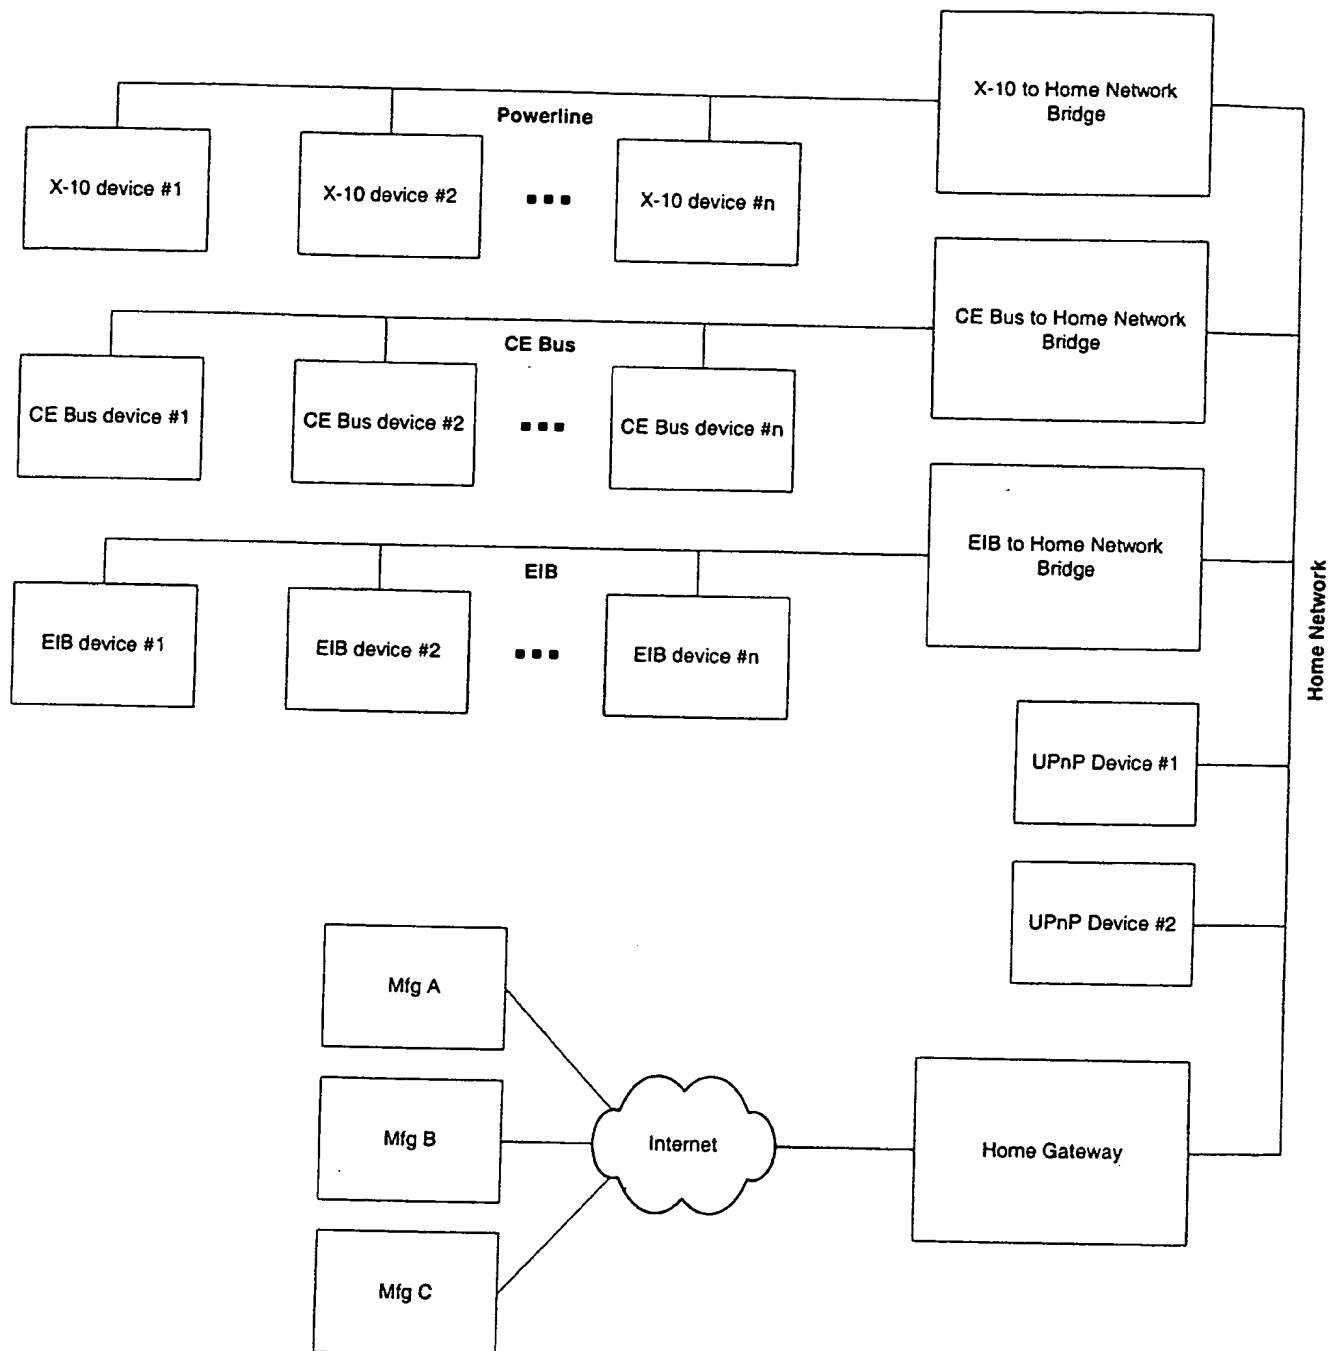 X-10 to Home Network
Bridge
Powerline
X-10 device #1
X-10 device #2
X-10 device #n
CE Bus to Home Network
Bridge
CE Bus
CE Bus device #1
CE Bus device #2
CE Bus device #n
EIB to Home Network
Bridge
EIB
EIB device #1
EIB device #2
EIB device #n
Home Network
UPnP Device #1
UPnP Device #2
Mfg A
Mfg B
Internet
Home Gateway
Mfg C